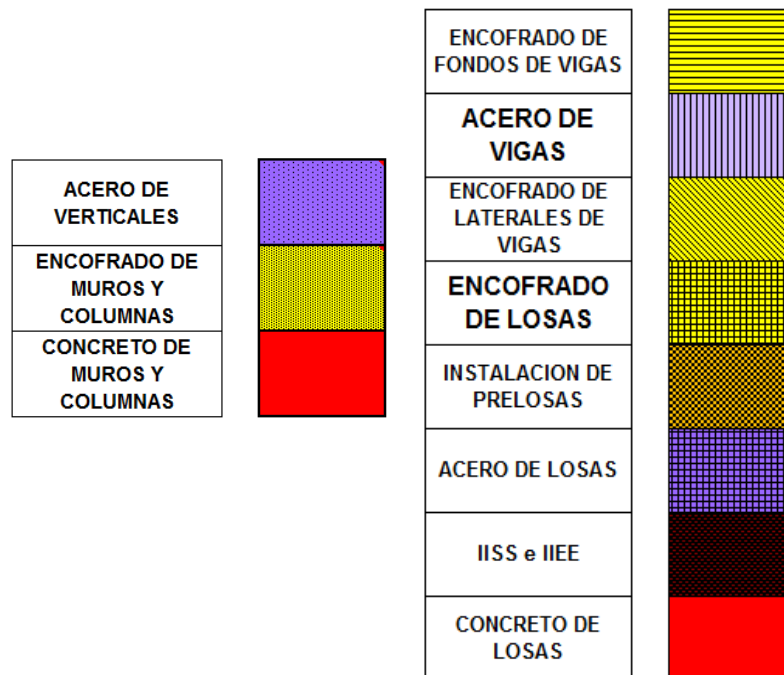 ACERO DE
VERTICALES
ENCOFRADO DE
MUROS Y
COLUMNAS
CONCRETO DE
MUROS Y
COLUMNAS
ENCOFRADO DE
FONDOS DE VIGAS
ACERO DE
VIGAS
ENCOFRADO DE
LATERALES DE
VIGAS
ENCOFRADO
DE LOSAS
INSTALACION DE
PRELOSAS
ACERO DE LOSAS
IISS e IIEE
CONCRETO DE
LOSAS